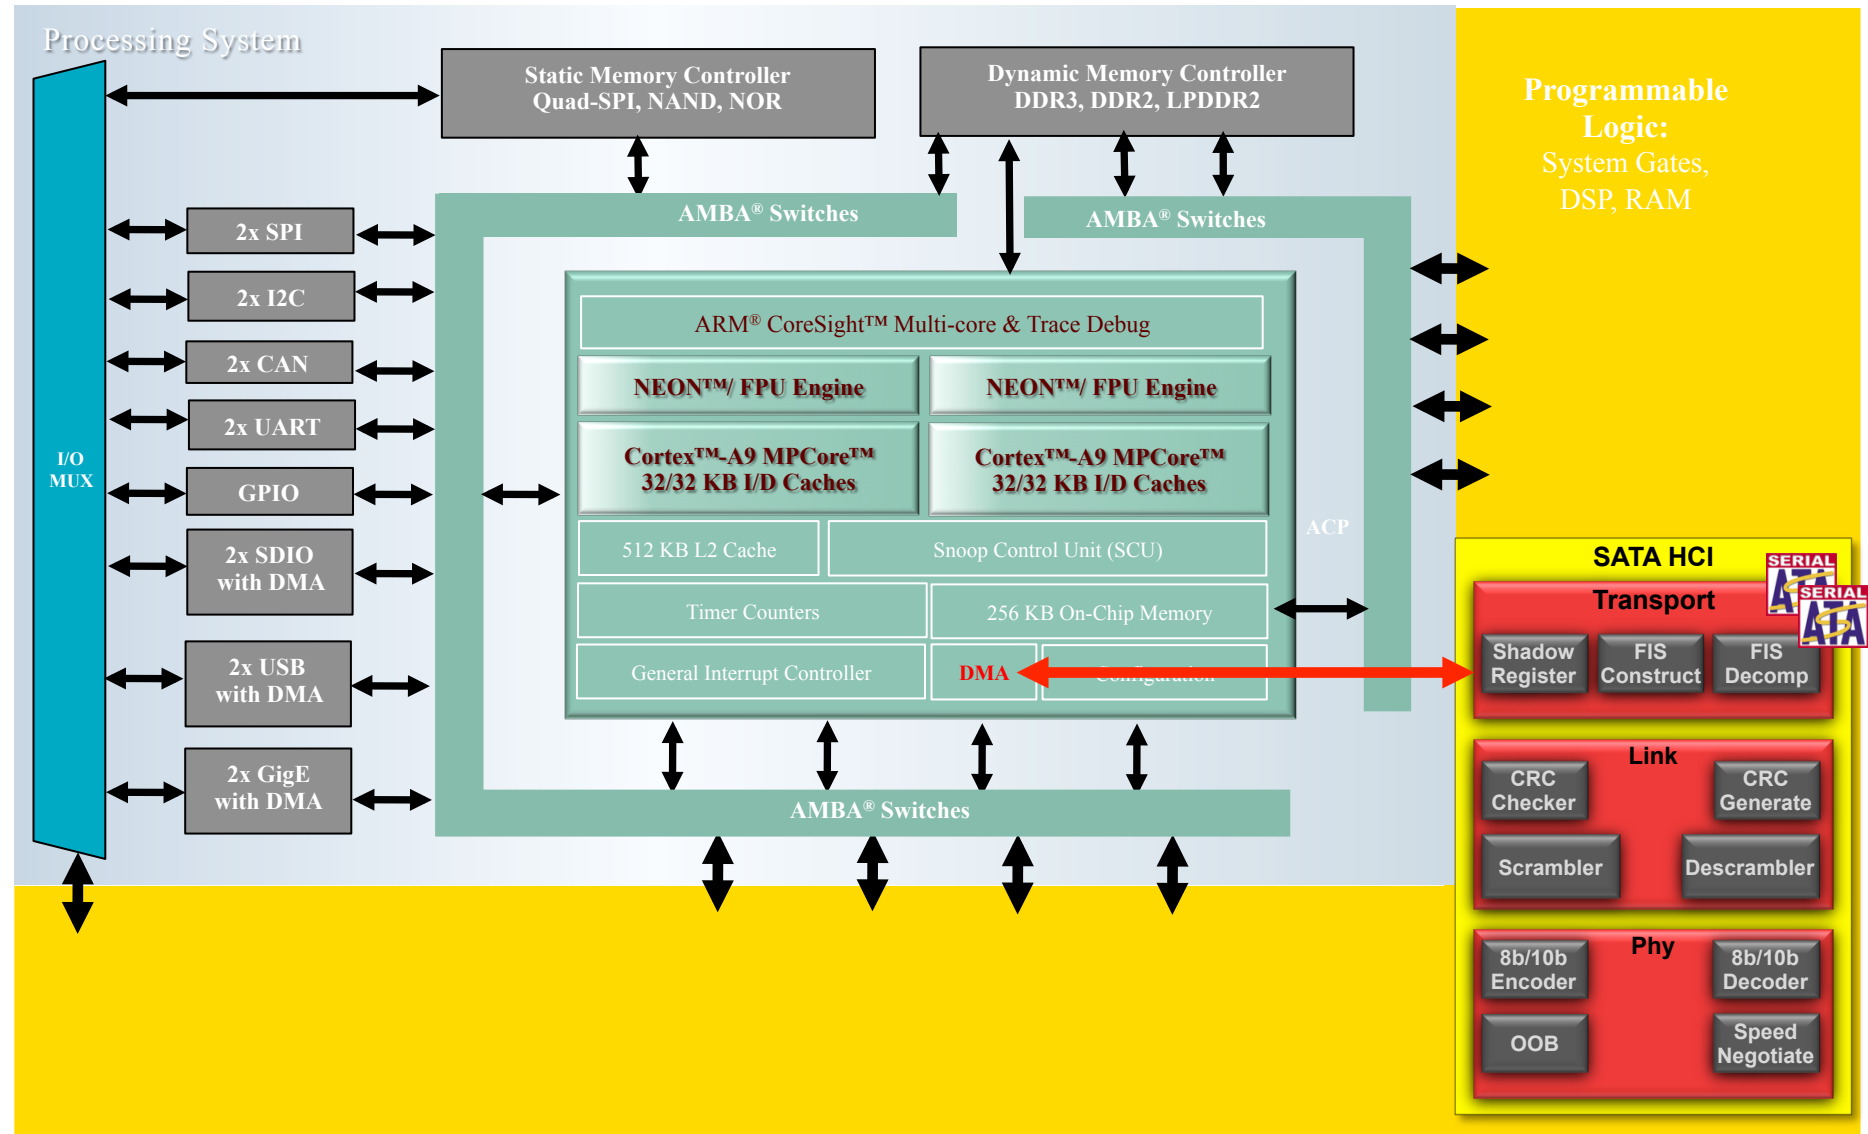 Processing System
Static Memory Controller
Quad-SPI, NAND, NOR
Dynamic Memory Controller
DDR3, DDR2, LPDDR2
Programmable
Logic:
System Gates,
DSP, RAM
AMBA® Switches
AMBA® Switches
2x SPI
2x I2C
2x CAN
2x UART
GPIO
2x SDIO
with DMA
2x USB
with DMA
2x GigE
with DMA
I/O
MUX
ARM® CoreSight™ Multi-core & Trace Debug
NEON™/ FPU Engine
NEON™/ FPU Engine
Cortex™-A9 MPCore™
32/32 KB I/D Caches
Cortex™-A9 MPCore™
32/32 KB I/D Caches
512 KB L2 Cache
Snoop Control Unit (SCU)
Timer Counters
256 KB On-Chip Memory
General Interrupt Controller
DMA
Configuration
ACP
AMBA® Switches
SATA HCI
SERIAL
ATA
SERIAL
ATA
Transport
Shadow
Register
FIS
Construct
FIS
Decomp
Link
CRC
Checker
CRC
Generate
Scrambler
Descrambler
Phy
8b/10b
Encoder
8b/10b
Decoder
OOB
Speed
Negotiate